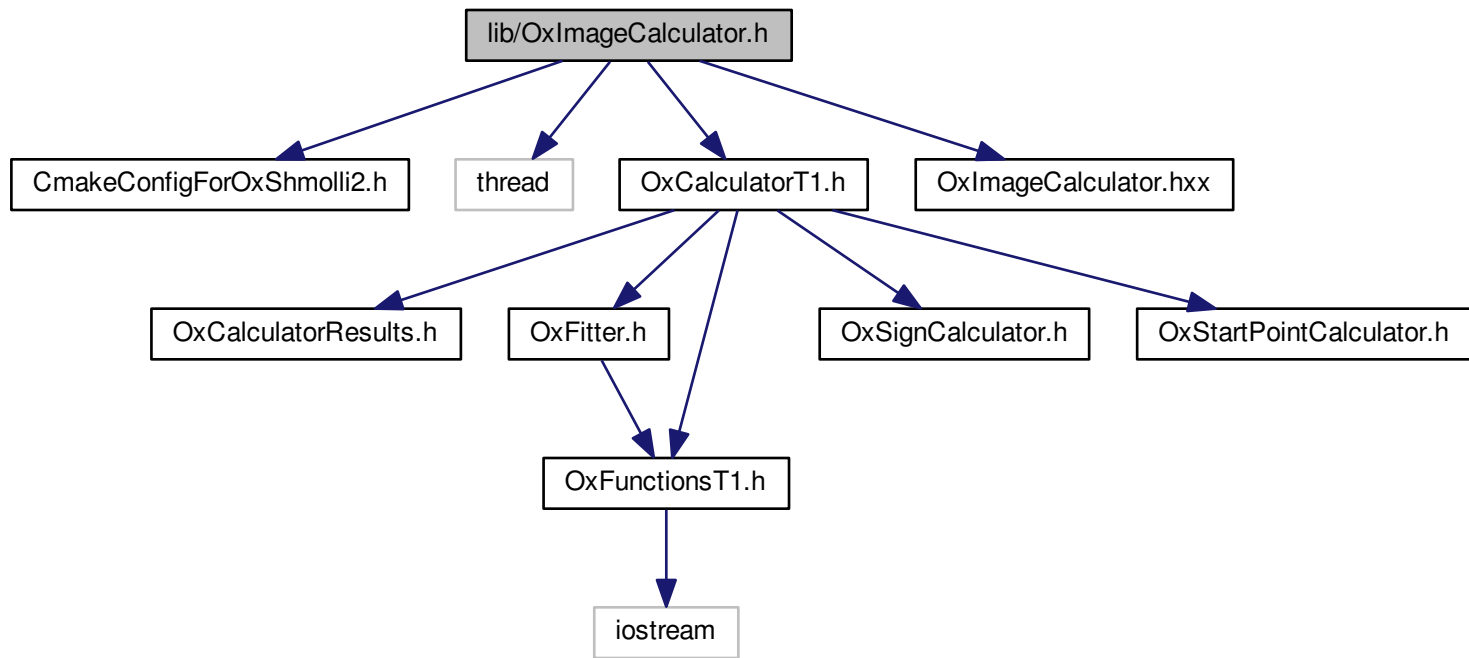 lib/OxImageCalculator.h
CmakeConfigForOxShmolli2.h
thread
OxCalculatorT1.h
OxImageCalculator.hxx
OxCalculatorResults.h
OxFitter.h
OxSignCalculator.h
OxStartPointCalculator.h
OxFunctionsT1.h
iostream